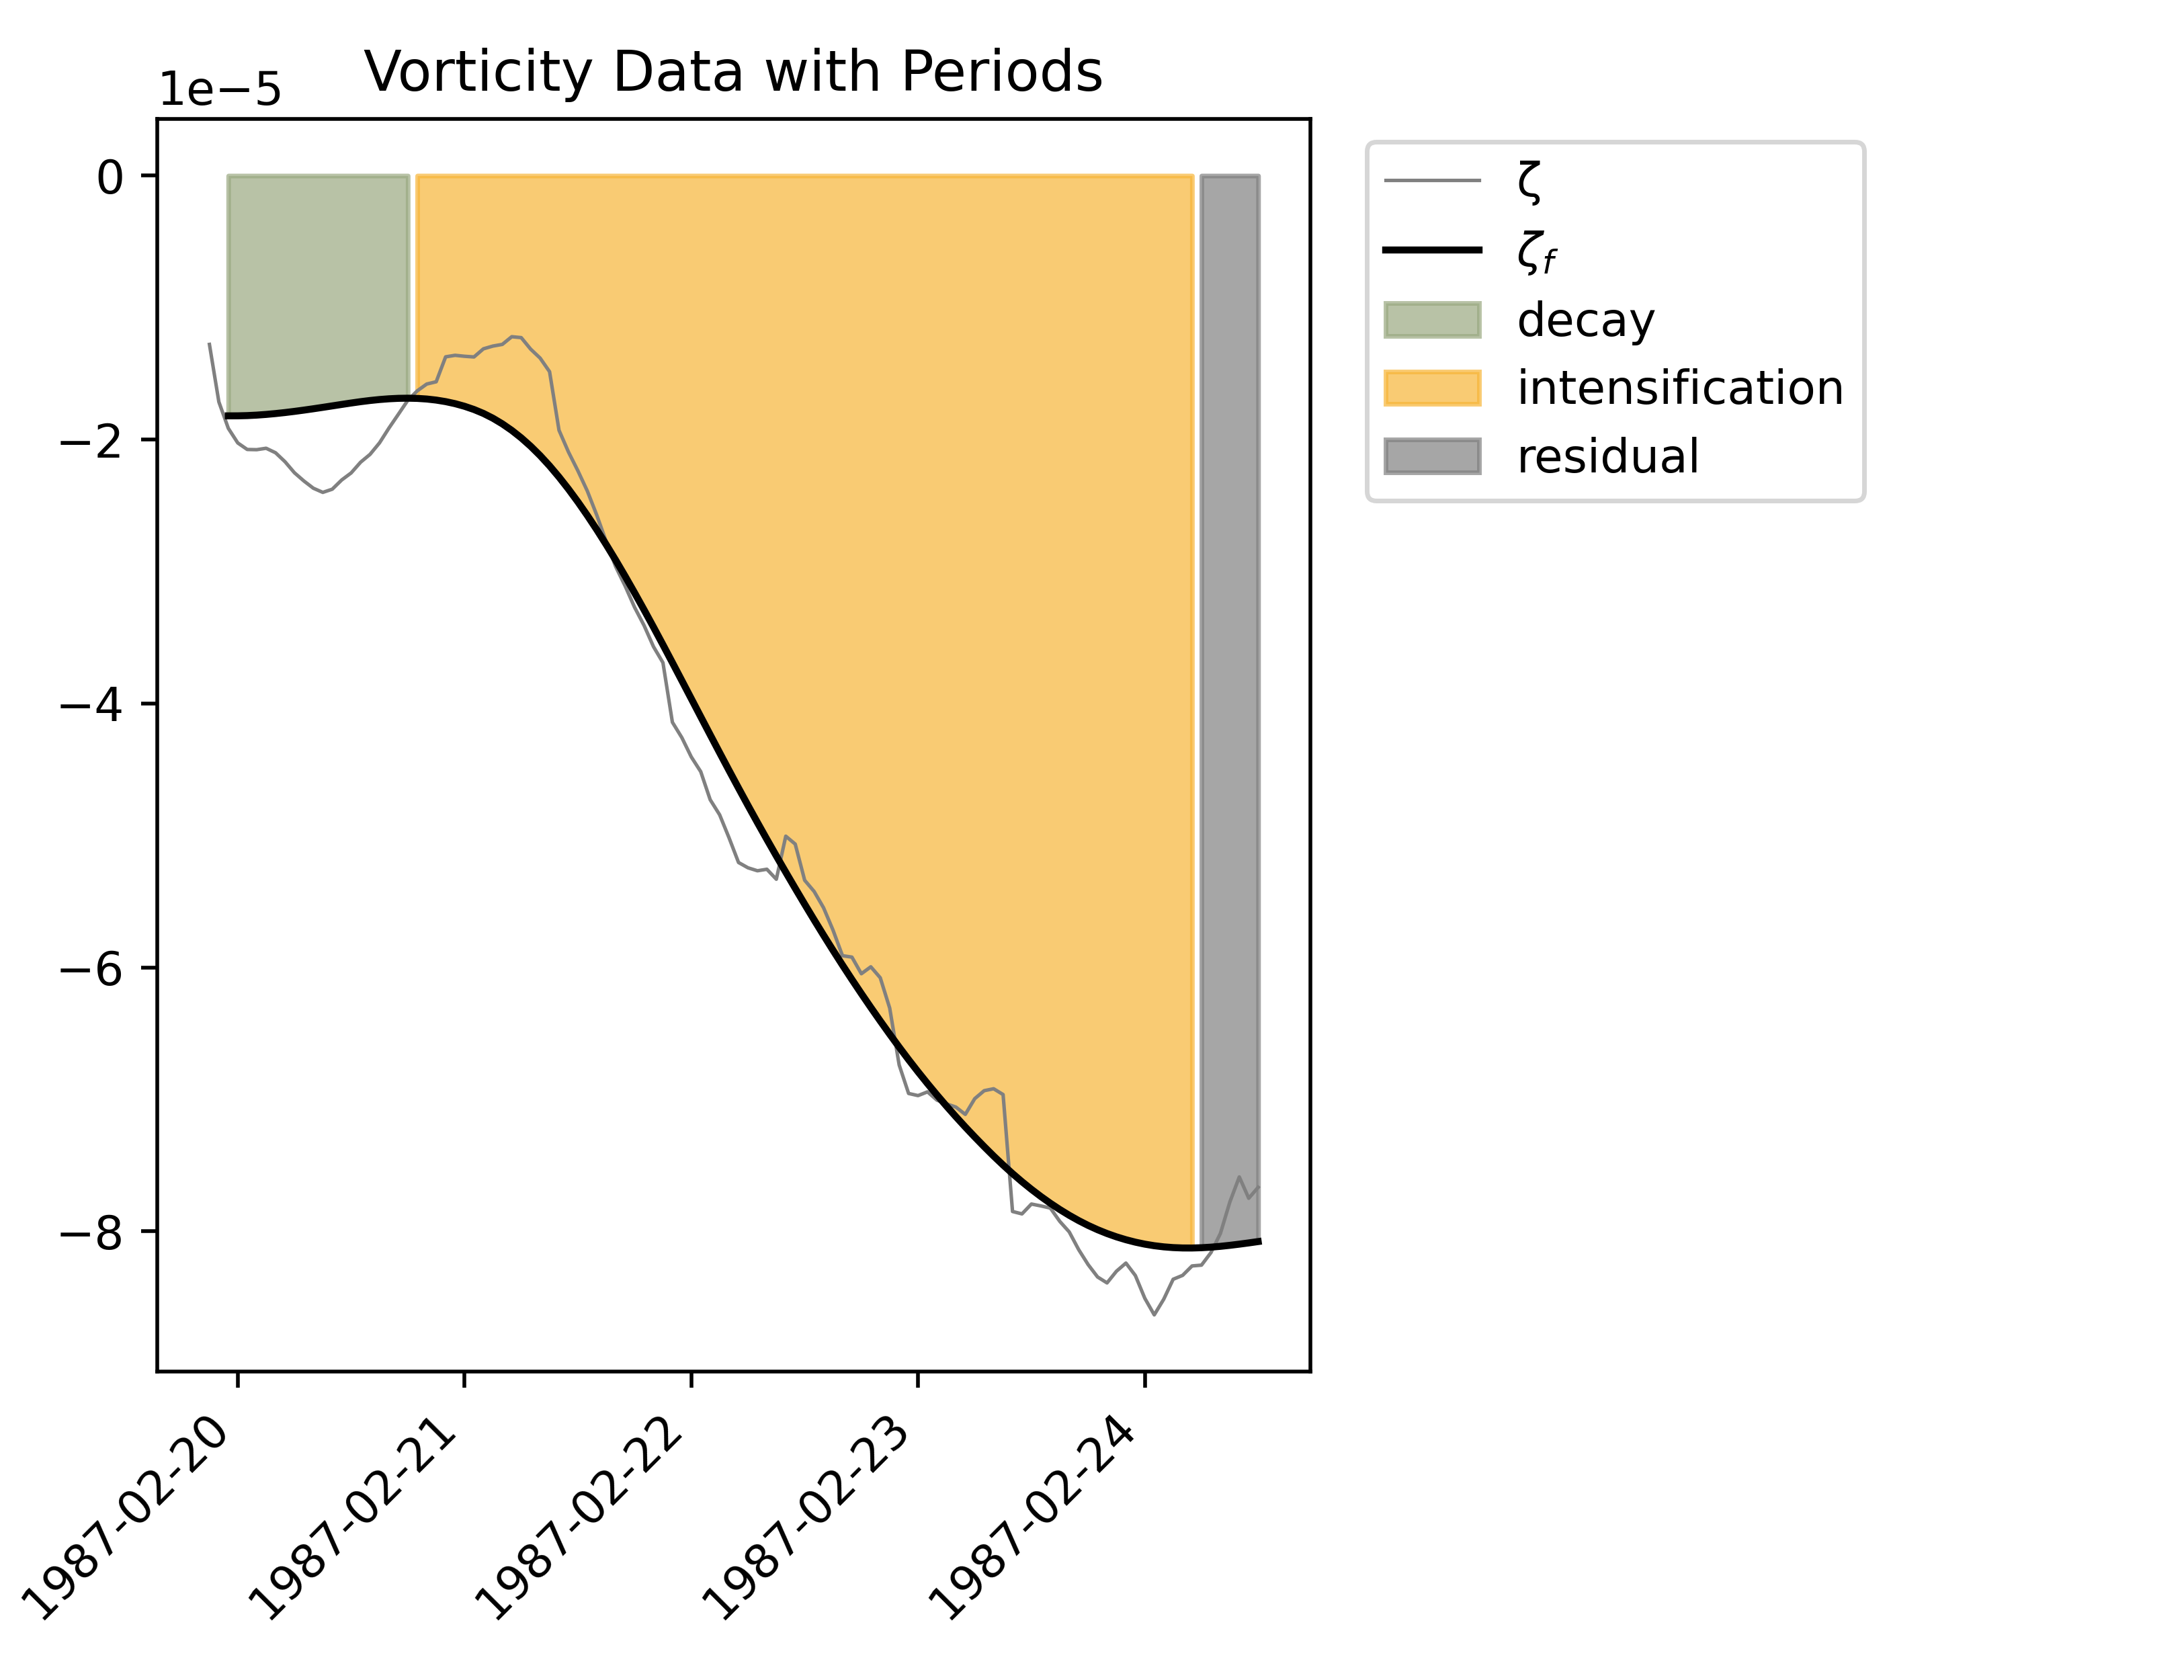 Vorticity Data with Periods
1e−5
0
−2
−4
−6
−8
1987-02-20
1987-02-21
1987-02-22
1987-02-23
1987-02-24
ζ
ζf
decay
intensification
residual